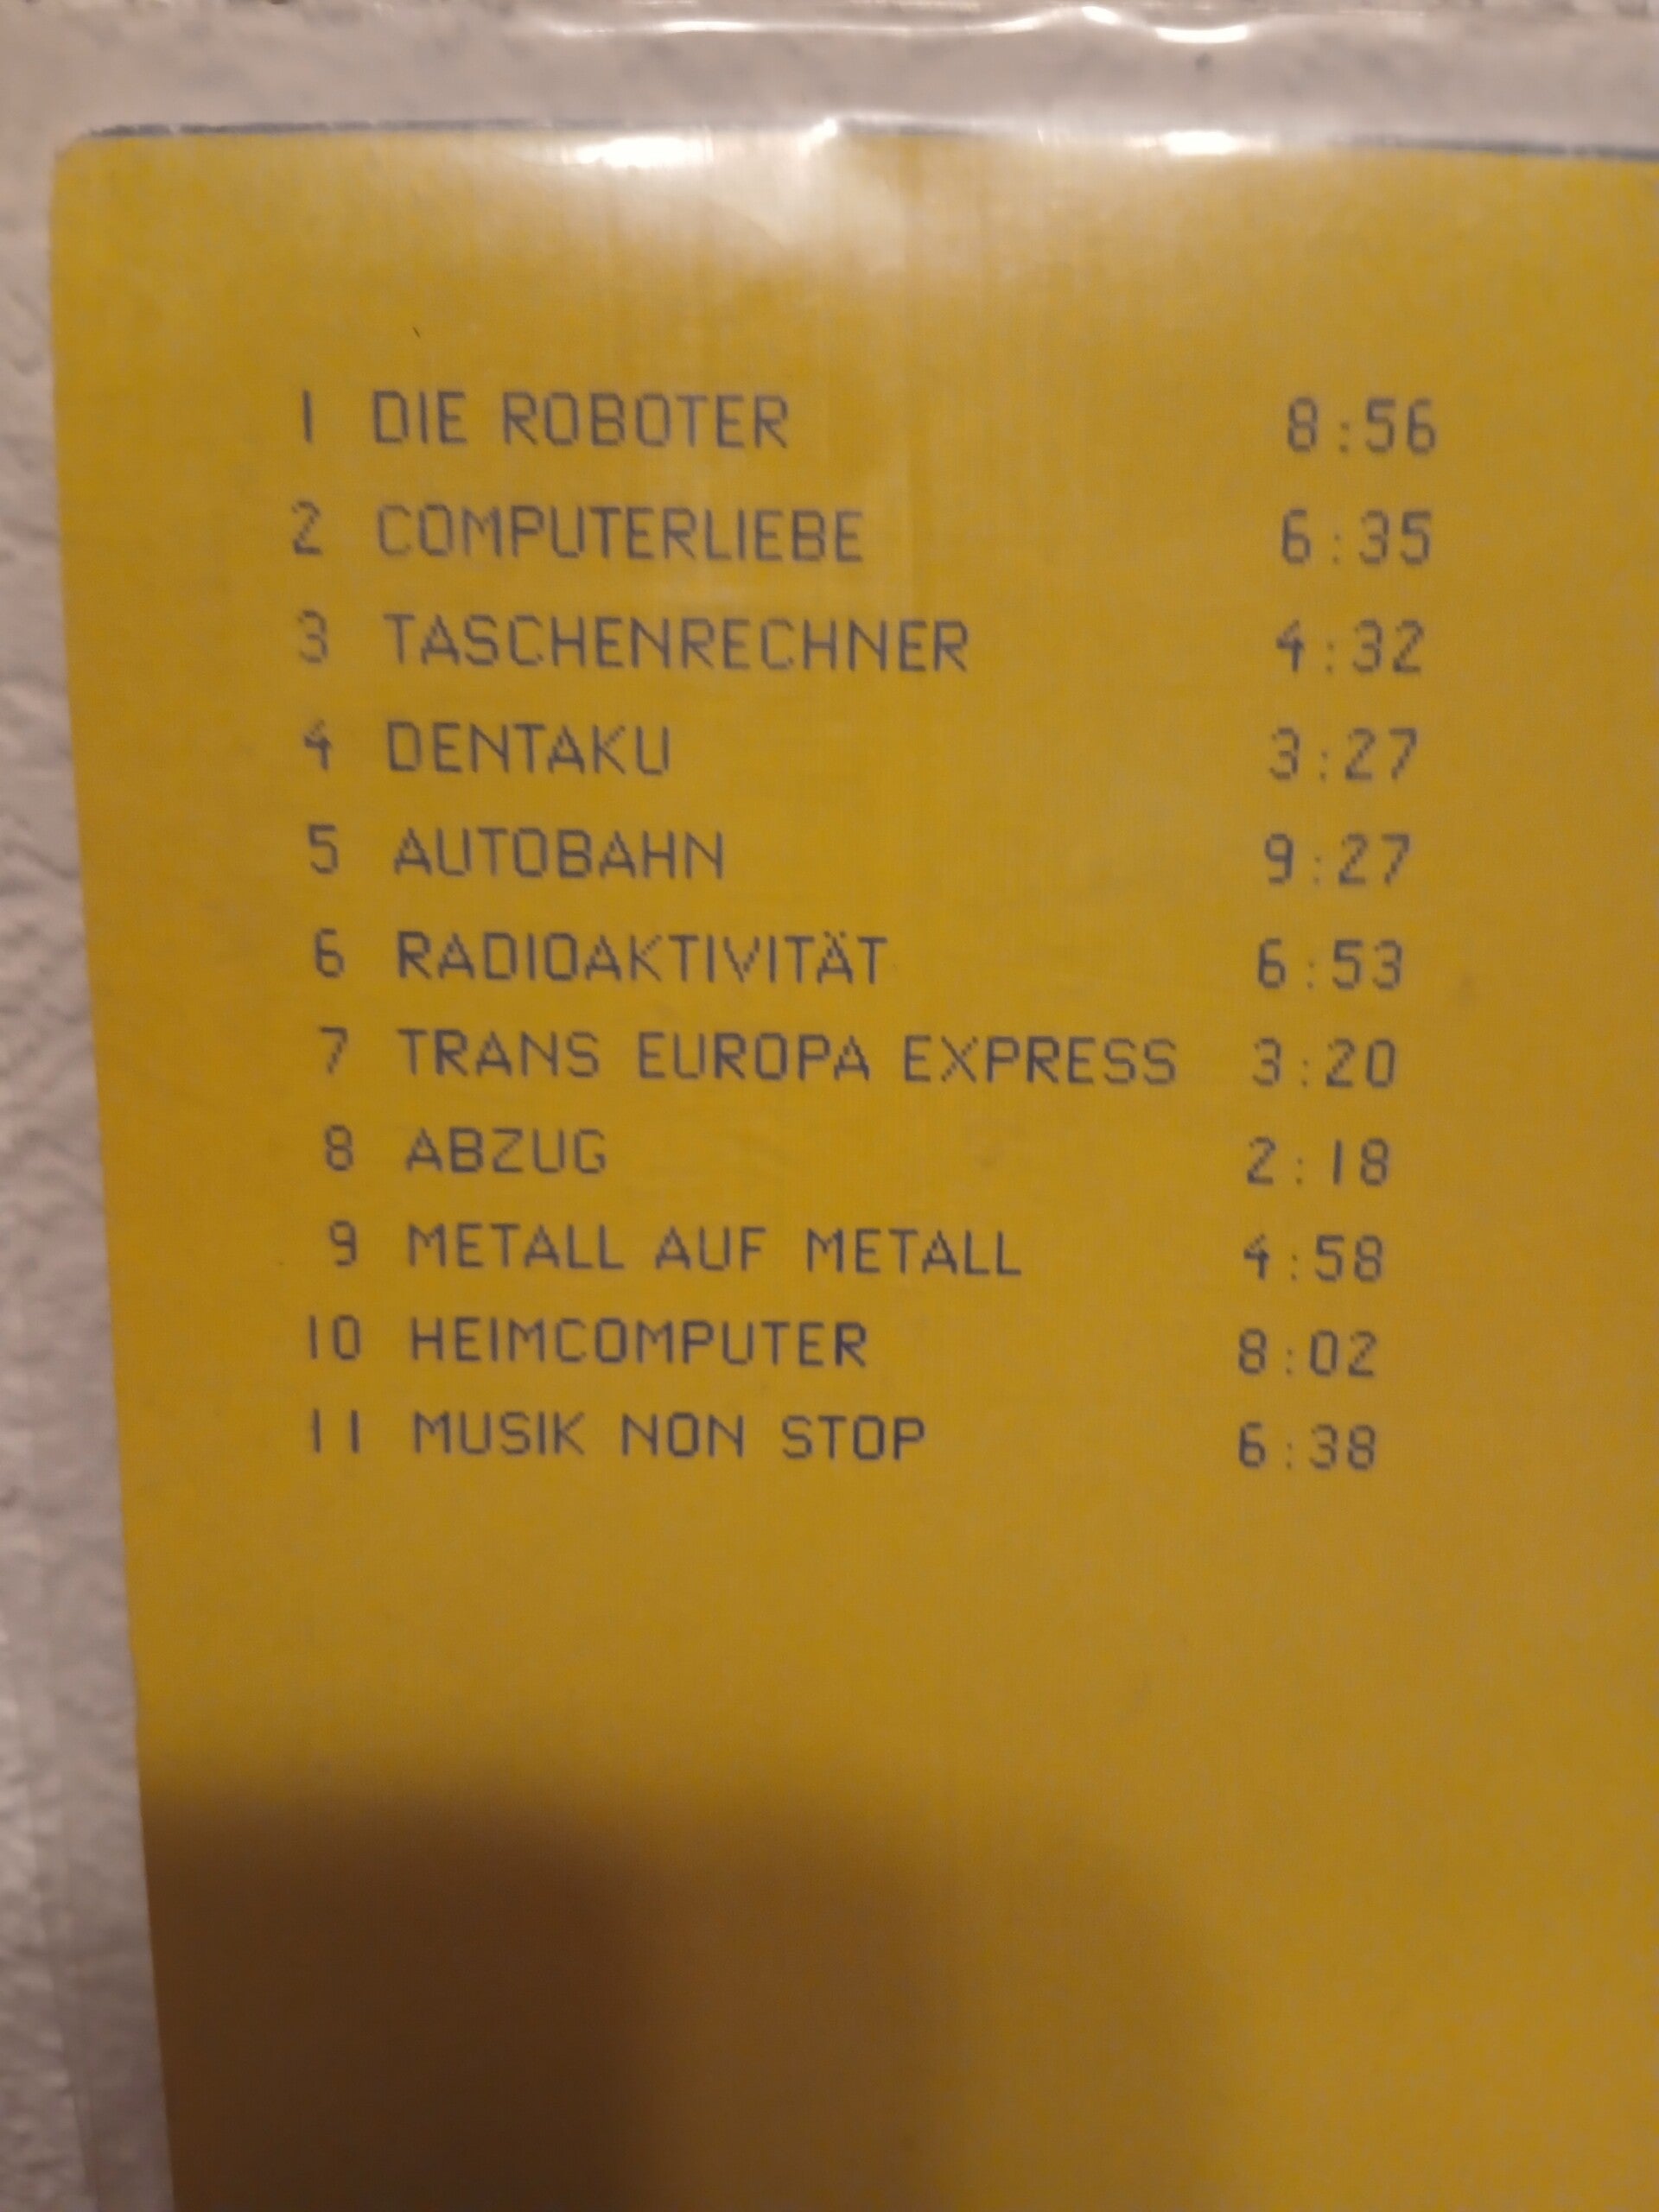 1 DIE ROBOTER 8:56
2 COMPUTERLIEBE 6:35
3 TASCHENRECHNER 4:32
4 DENTAKU 3:27
5 AUTOBAHN 9:27
6 RADIOAKTIVITÄT 6:53
7 TRANS EUROPA EXPRESS 3:20
8 ABZUG 2:18
9 METALL AUF METALL 4:58
10 HEIMCOMPUTER 8:02
11 MUSIK NON STOP 6:38